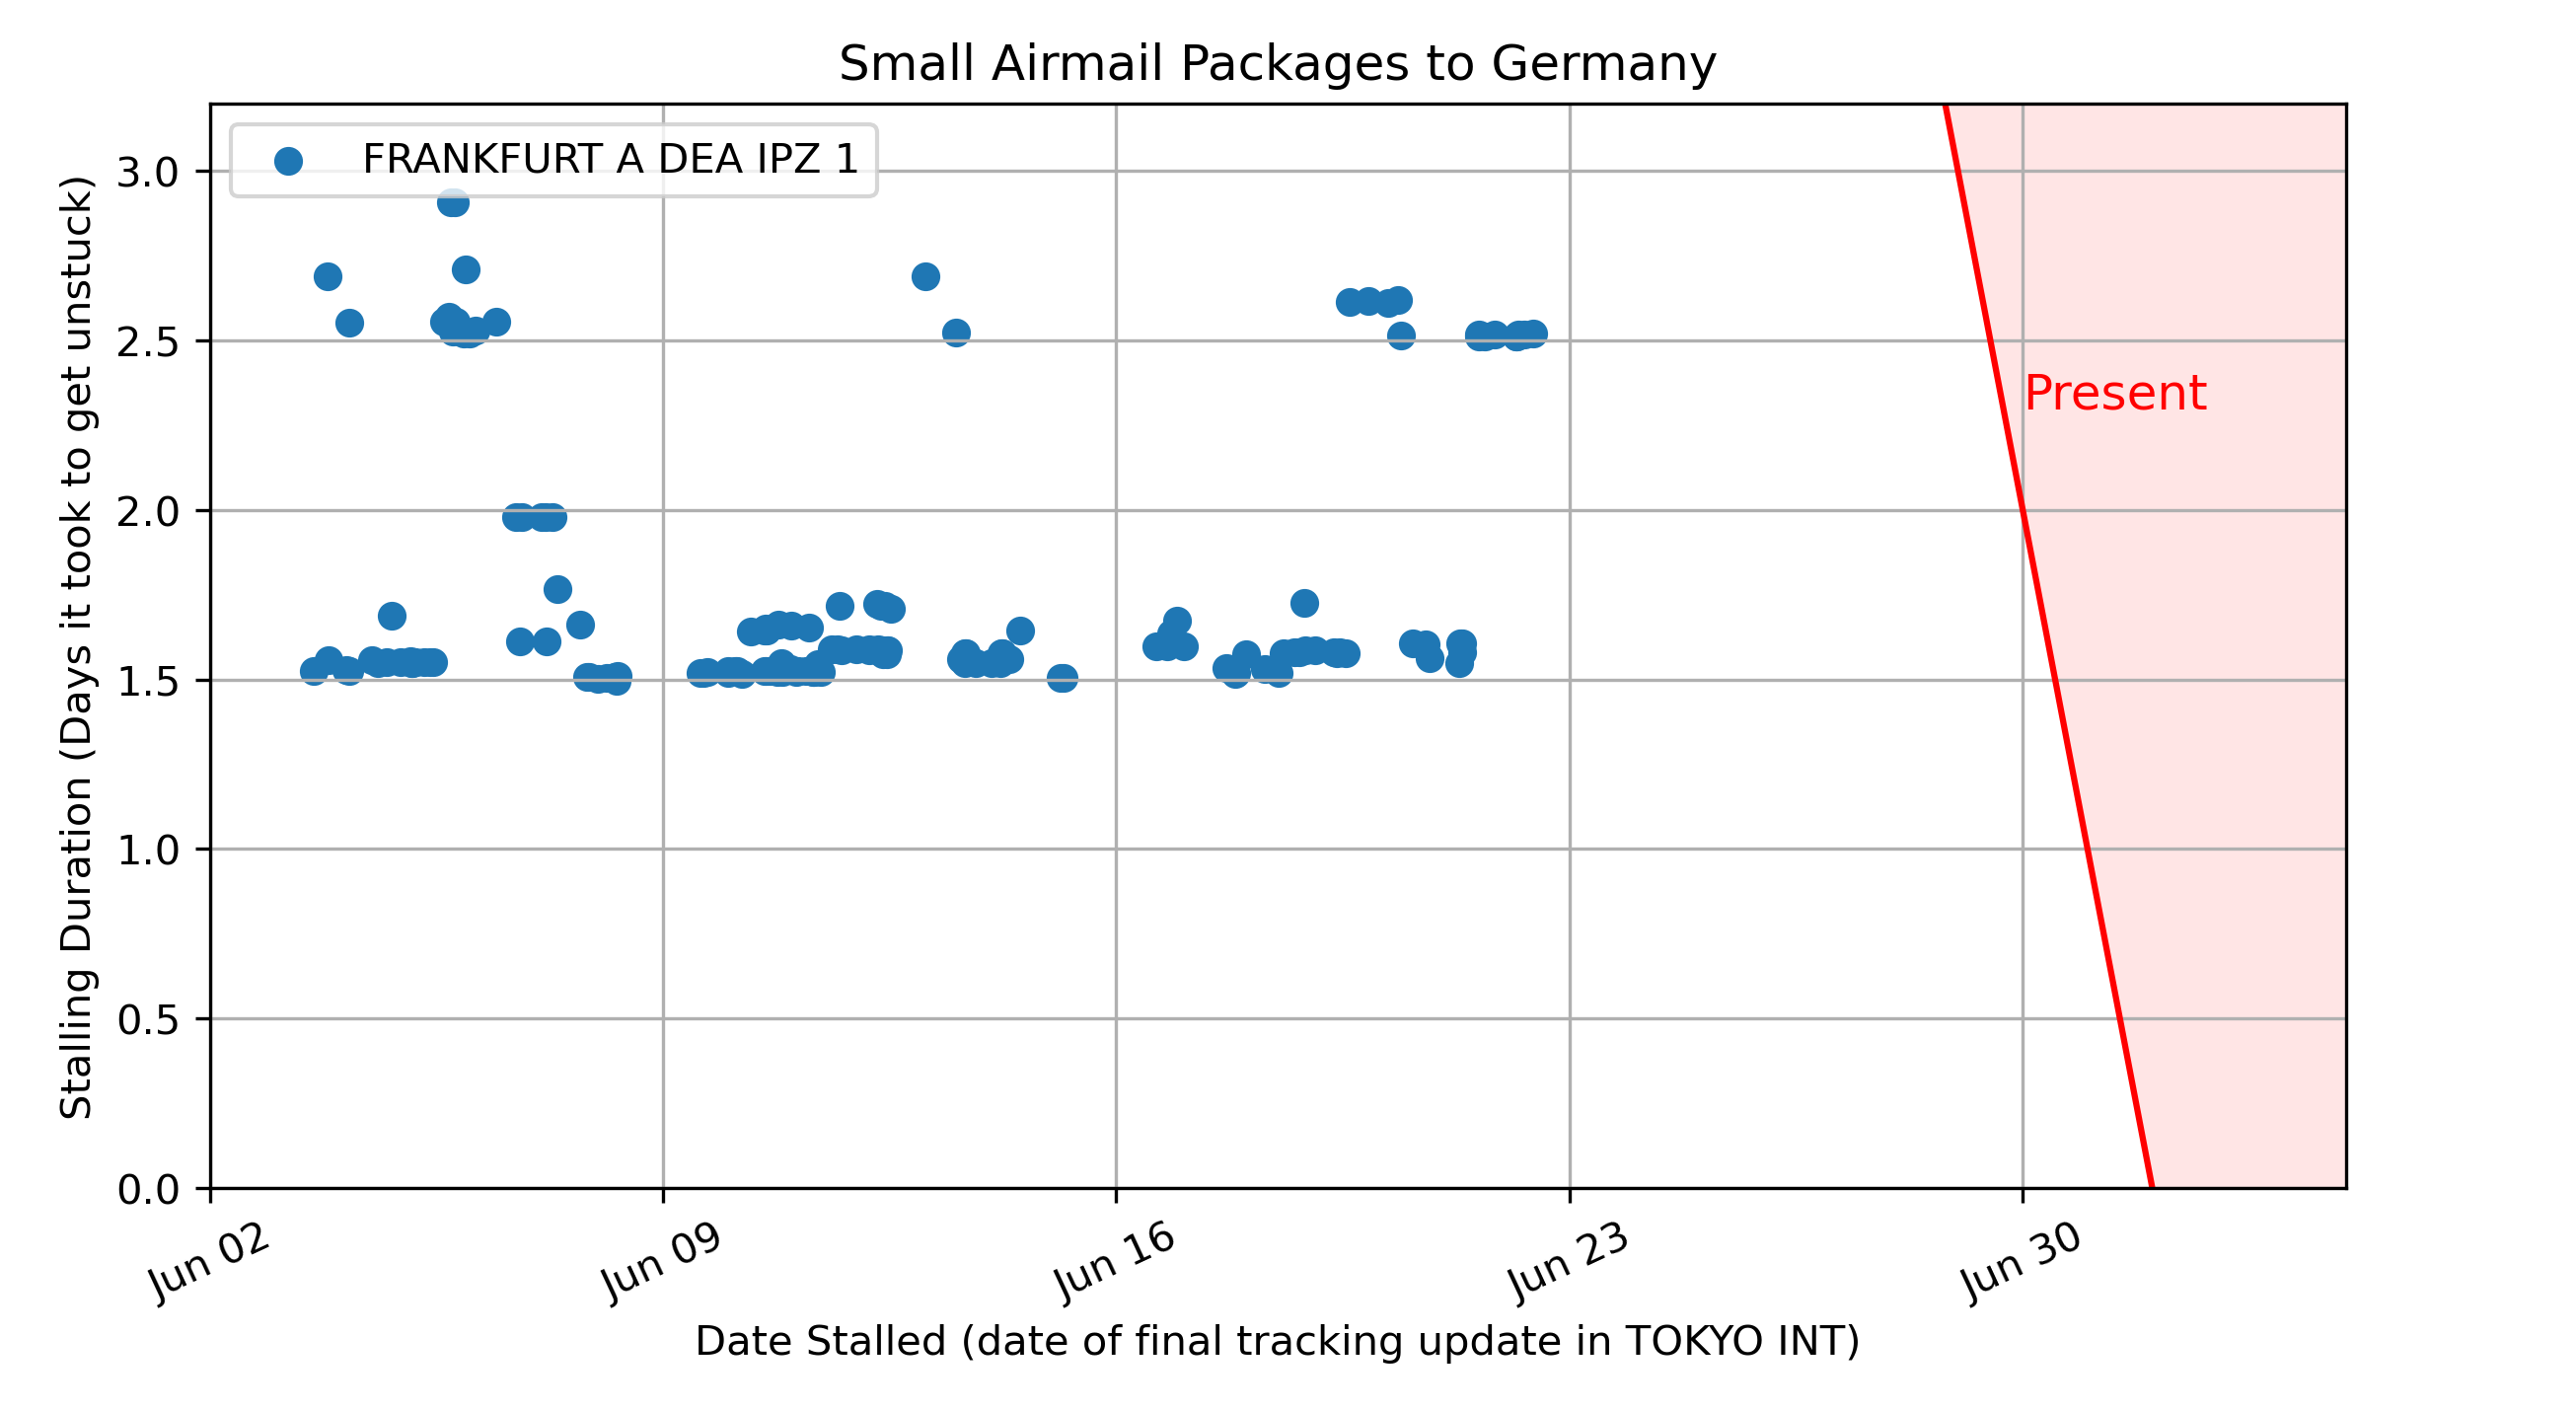 Small Airmail Packages to Germany
FRANKFURT A DEA IPZ 1
Present
Stalling Duration (Days it took to get unstuck)
3.0
2.5
2.0
1.5
1.0
0.5
0.0
Jun 02
Jun 09
Jun 16
Jun 23
Jun 30
Date Stalled (date of final tracking update in TOKYO INT)